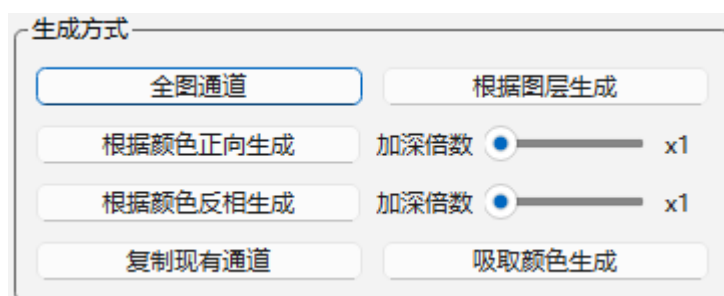 生成方式
全图通道 根据图层生成
根据颜色正向生成 加深倍数 x1
根据颜色反相生成 加深倍数 x1
复制现有通道 吸取颜色生成